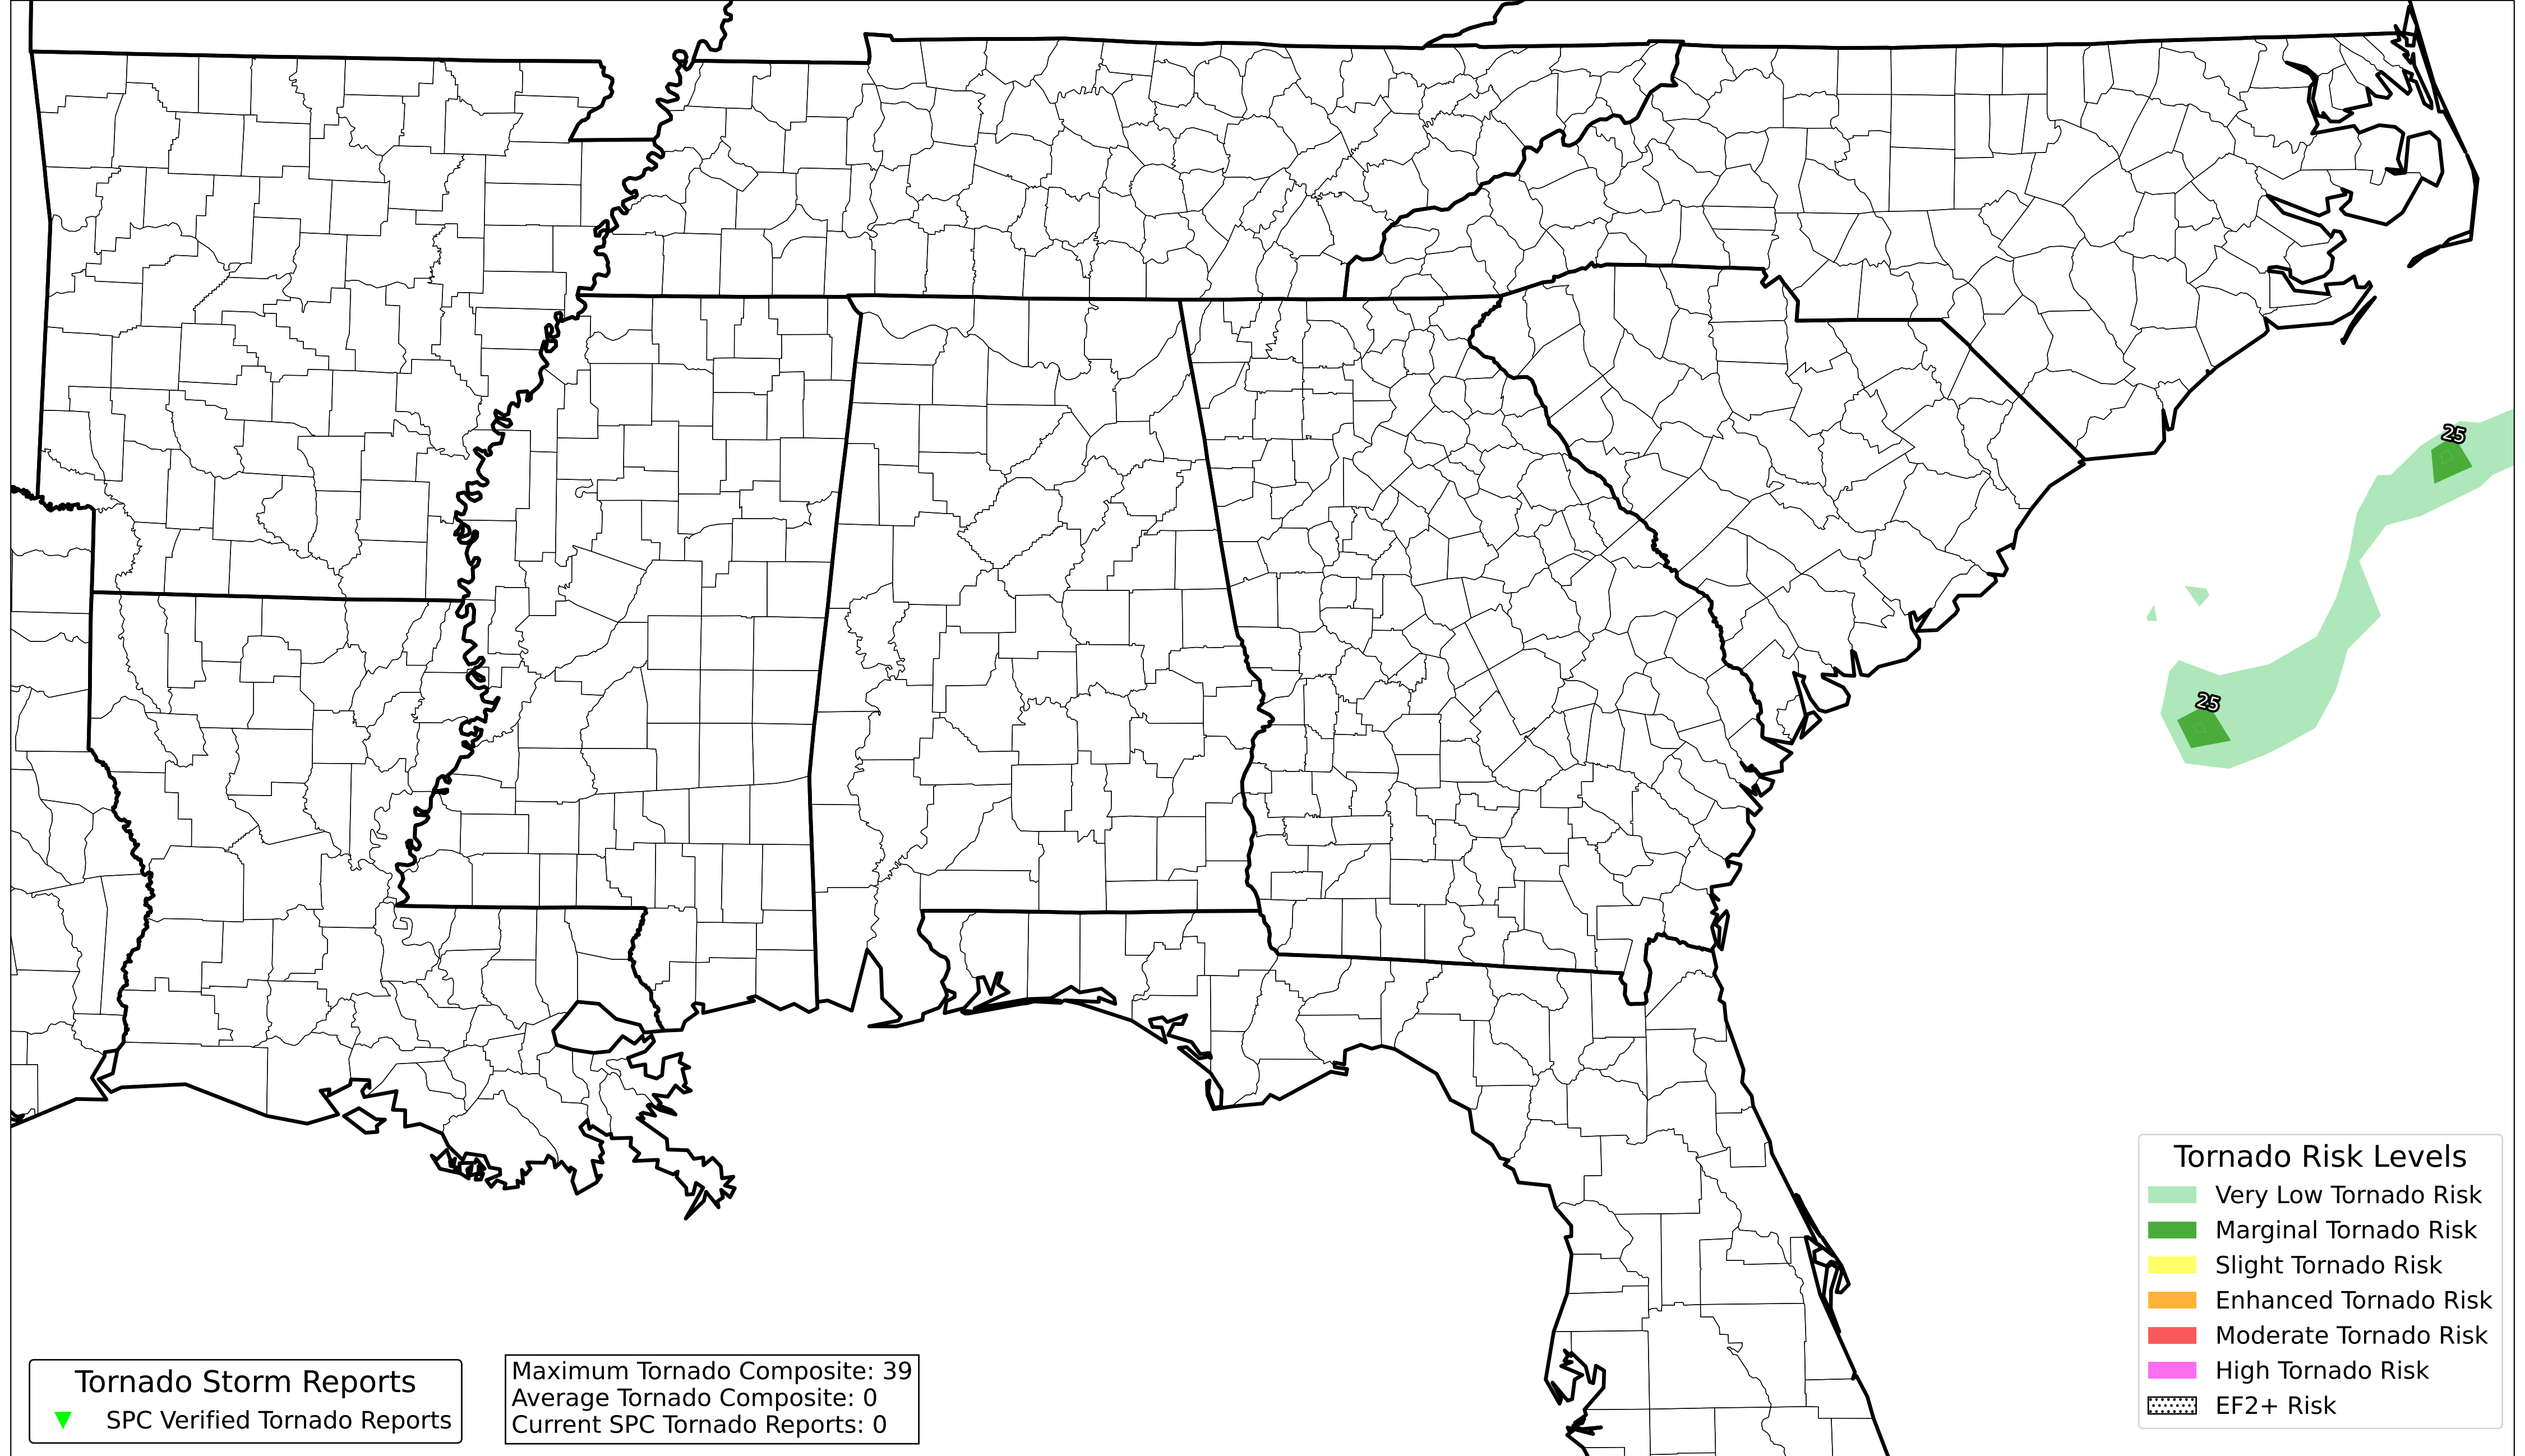 25
25
Tornado Risk Levels
Very Low Tornado Risk
Marginal Tornado Risk
Slight Tornado Risk
Enhanced Tornado Risk
Moderate Tornado Risk
High Tornado Risk
EF2+ Risk
Tornado Storm Reports
SPC Verified Tornado Reports
Maximum Tornado Composite: 39
Average Tornado Composite: 0
Current SPC Tornado Reports: 0